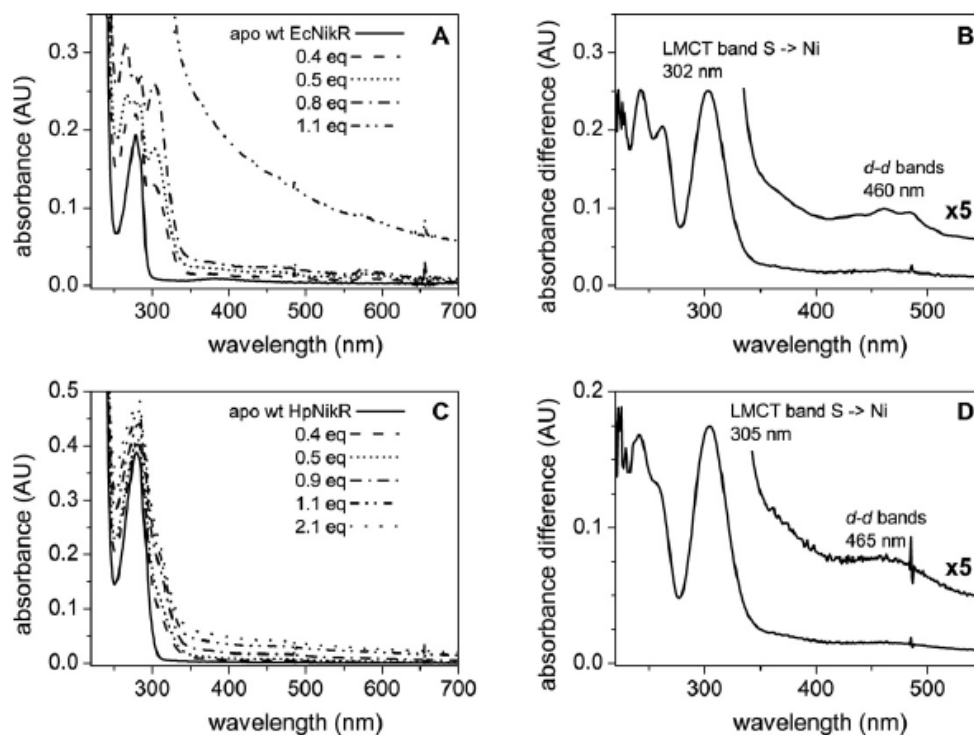 A
apo wt EcNikR
0.4 eq
0.5 eq
0.8 eq
1.1 eq
absorbance (AU)
0.3
0.2
0.1
0.0
300 400 500 600 700
wavelength (nm)
B
LMCT band S -> Ni
302 nm
d-d bands
460 nm
x5
absorbance difference (AU)
0.3
0.2
0.1
0.0
300 400 500
wavelength (nm)
C
apo wt HpNikR
0.4 eq
0.5 eq
0.9 eq
1.1 eq
2.1 eq
absorbance (AU)
0.5
0.4
0.3
0.2
0.1
0.0
300 400 500 600 700
wavelength (nm)
D
LMCT band S -> Ni
305 nm
d-d bands
465 nm
x5
absorbance difference (AU)
0.2
0.1
0.0
300 400 500
wavelength (nm)